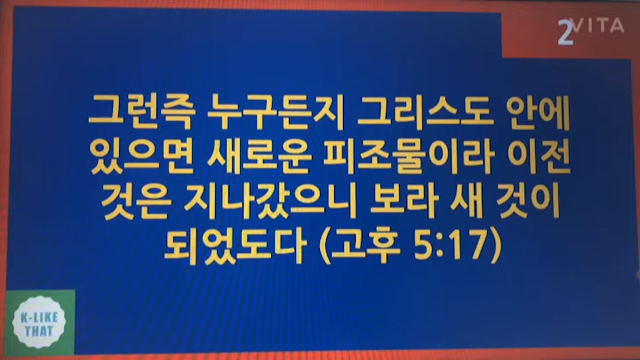 2
VITA
그런즉 누구든지 그리스도 안에
있으면 새로운 피조물이라 이전
것은 지나갔으니 보라 새 것이
되었도다 (고후 5:17)
K-LIKE
THAT